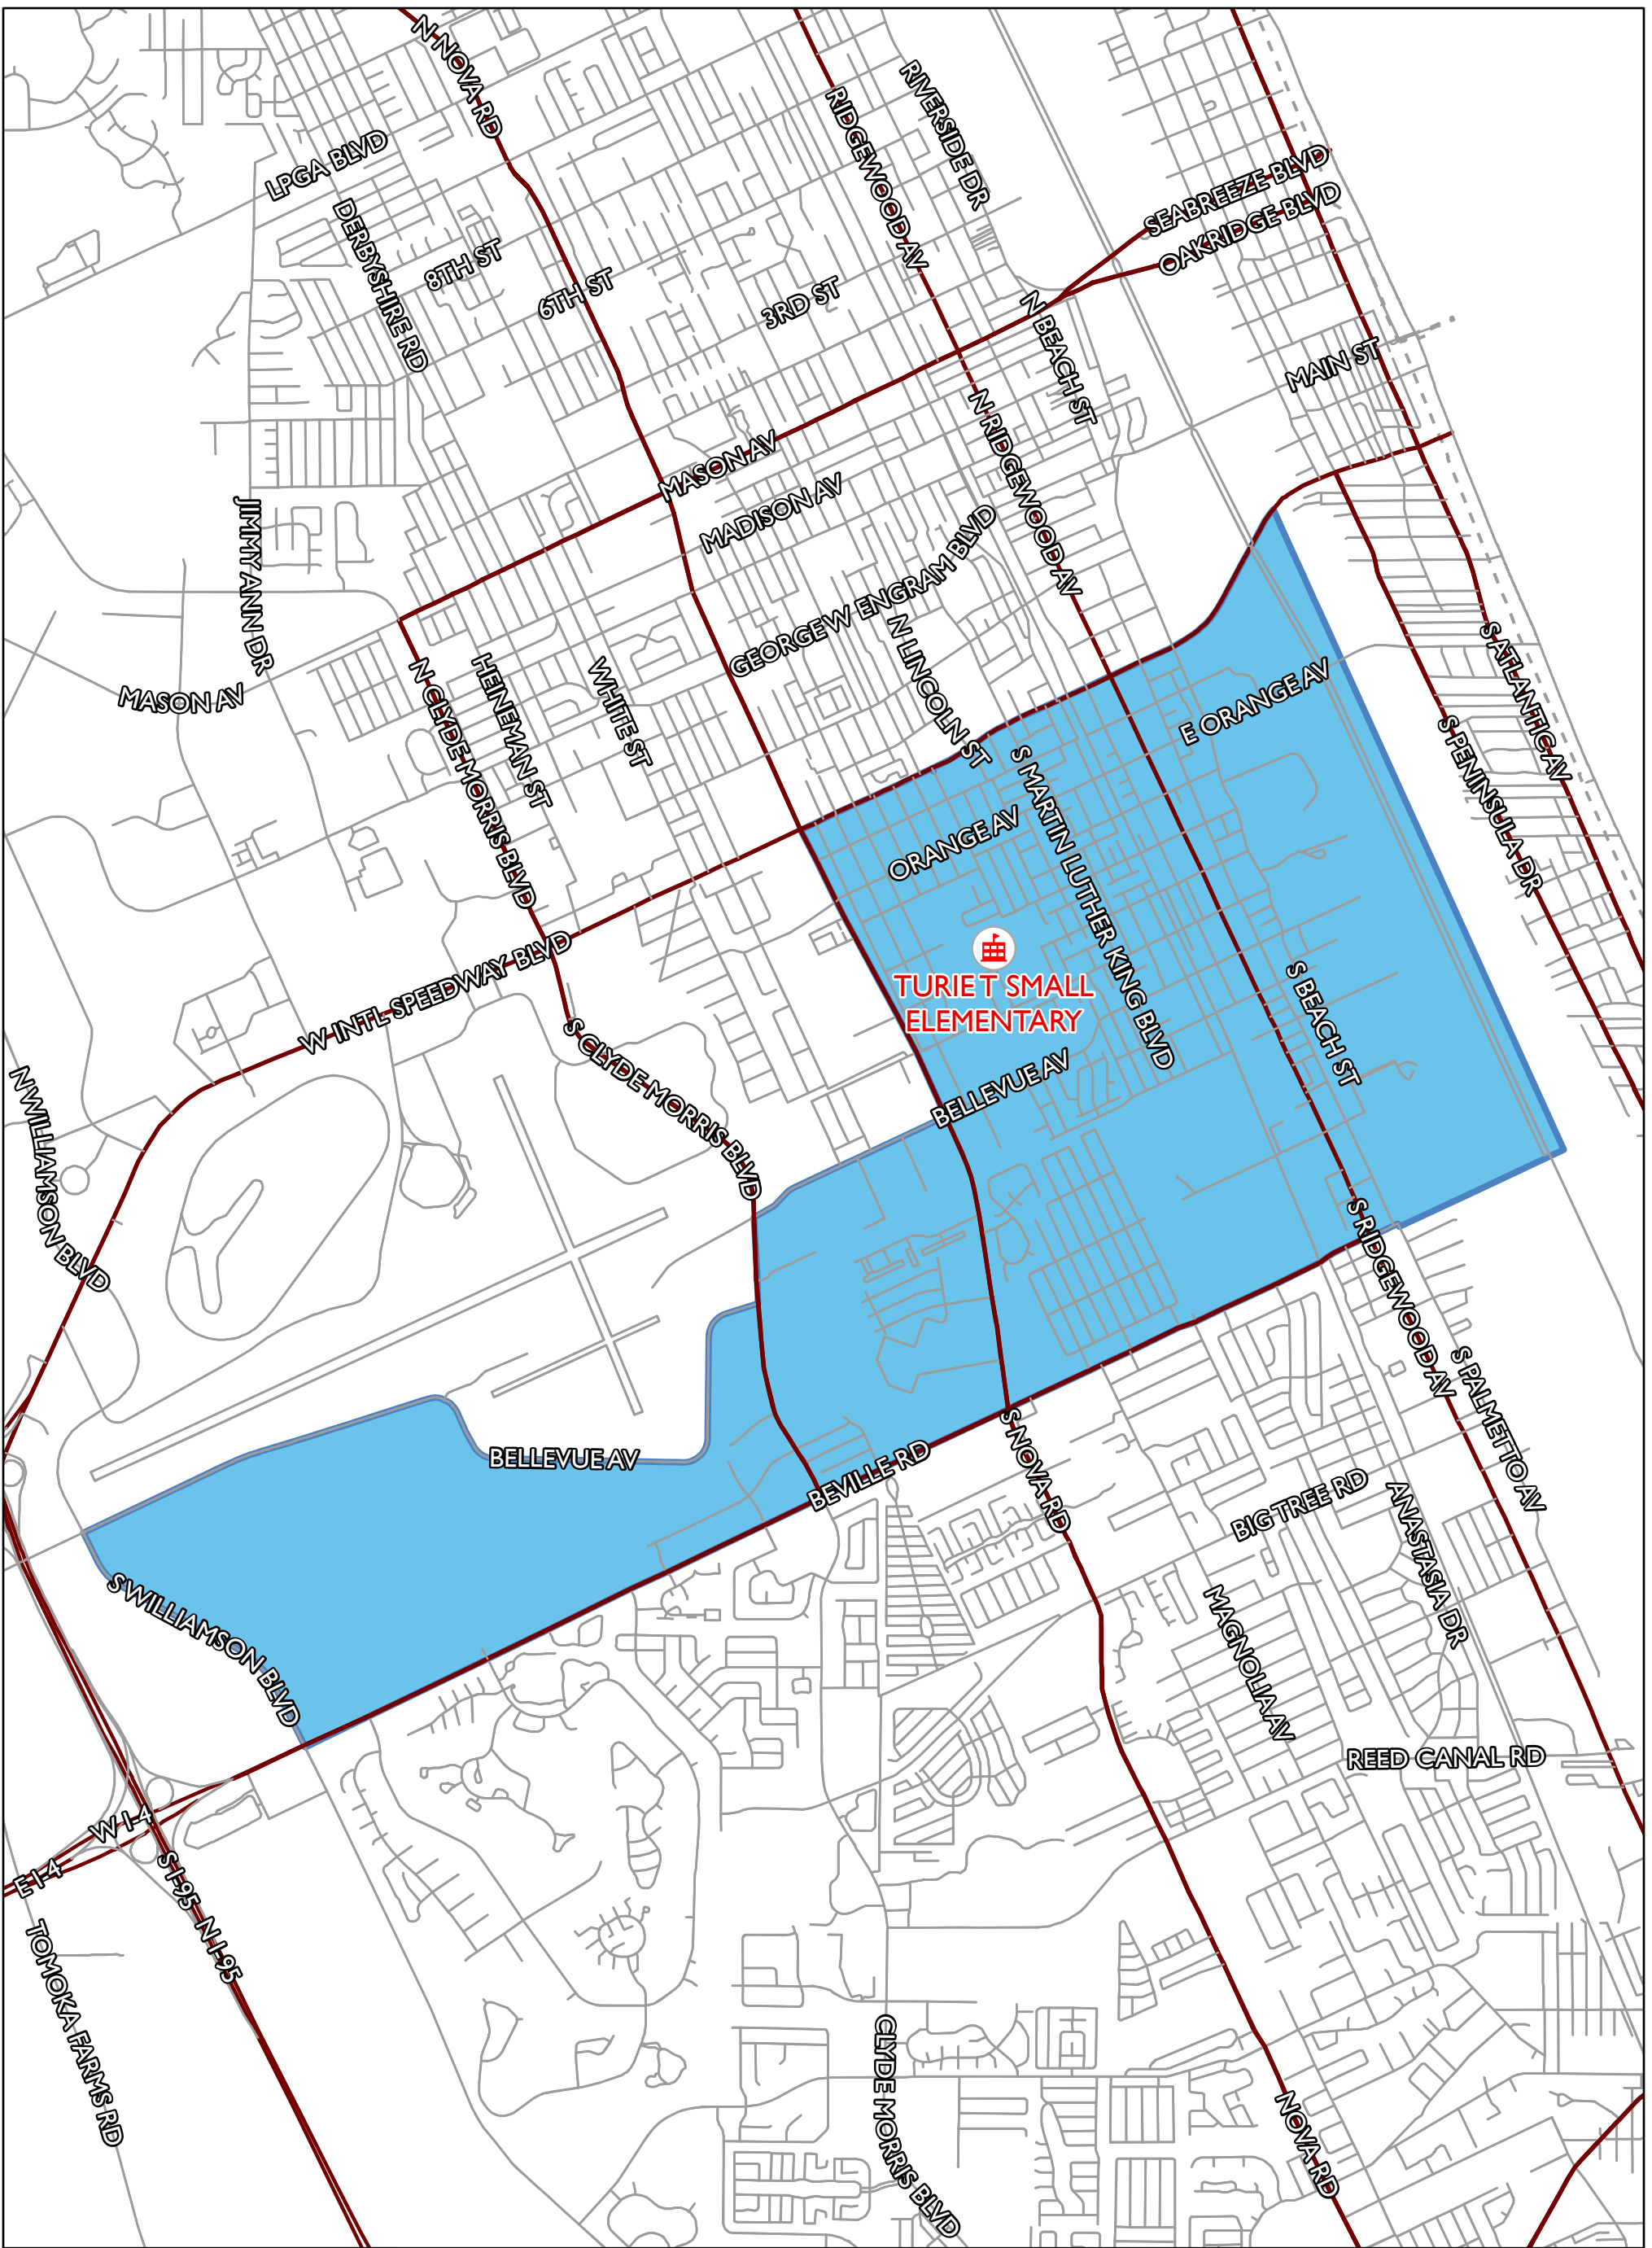 N NOVA RD
RIDGEWOOD AV
RIVERSIDE DR
LPGA BLVD
SEABREEZE BLVD
OAKRIDGE BLVD
DERBYSHIRE RD
8TH ST
6TH ST
3RD ST
N BEACH ST
MAIN ST
MASON AV
N RIDGEWOOD AV
MADISON AV
JIMMY ANN DR
GEORGE W ENGRAM BLVD
N LINCOLN ST
MASON AV
N CLYDE MORRIS BLVD
HEINEMAN ST
WHITE ST
S ATLANTIC AV
E ORANGE AV
S PENINSULA DR
S MARTIN LUTHER KING BLVD
ORANGE AV
W INTL SPEEDWAY BLVD
TURIE T SMALL
ELEMENTARY
S BEACH ST
S CLYDE MORRIS BLVD
BELLEVUE AV
N WILLIAMSON BLVD
S RIDGEWOOD AV
S PALMETTO AV
BELLEVUE AV
BEVILLE RD
S NOVA RD
BIG TREE RD
ANASTASIA DR
S WILLIAMSON BLVD
MAGNOLIA AV
REED CANAL RD
W I-4
E I-4
S I-95
N I-95
TOMOKA FARMS RD
CLYDE MORRIS BLVD
NOVA RD